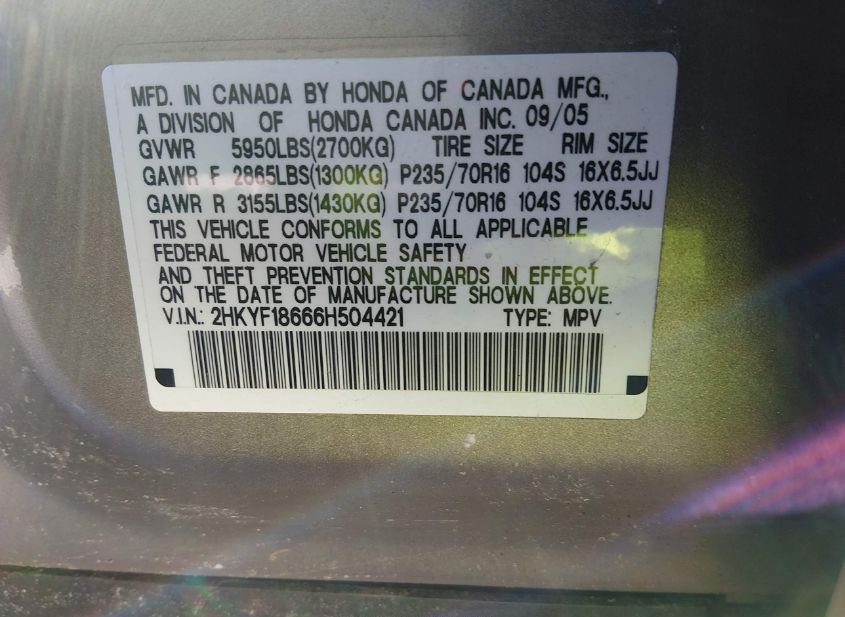 MFD. IN CANADA BY HONDA OF CANADA MFG.,
A DIVISION OF HONDA CANADA INC. 09/05
GVWR 5950LBS(2700KG) TIRE SIZE RIM SIZE
GAWR F 2865LBS(1300KG) P235/70R16 104S 16X6.5JJ
GAWR R 3155LBS(1430KG) P235/70R16 104S 16X6.5JJ
THIS VEHICLE CONFORMS TO ALL APPLICABLE
FEDERAL MOTOR VEHICLE SAFETY
AND THEFT PREVENTION STANDARDS IN EFFECT
ON THE DATE OF MANUFACTURE SHOWN ABOVE.
V.I.N.: 2HKYF18666H504421 TYPE: MPV